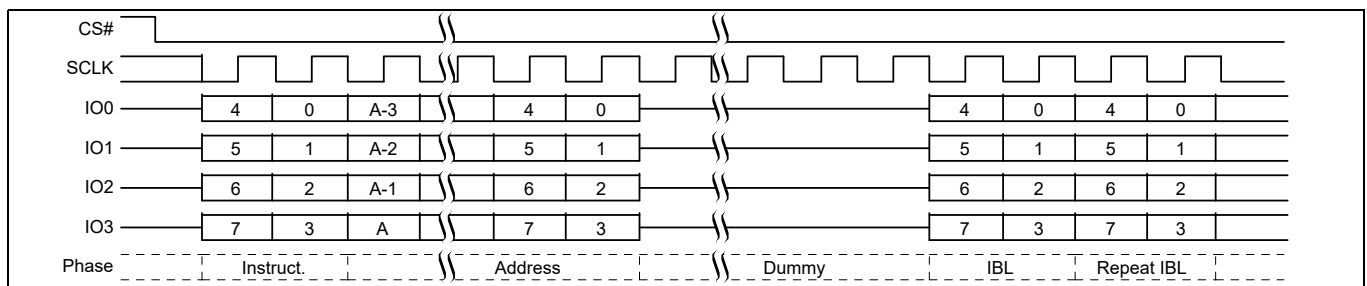 CS#
SCLK
IO0 4 0 A-3 4 0 4 0 4 0
IO1 5 1 A-2 5 1 5 1 5 1
IO2 6 2 A-1 6 2 6 2 6 2
IO3 7 3 A 7 3 7 3 7 3
Phase Instruct. Address Dummy IBL Repeat IBL